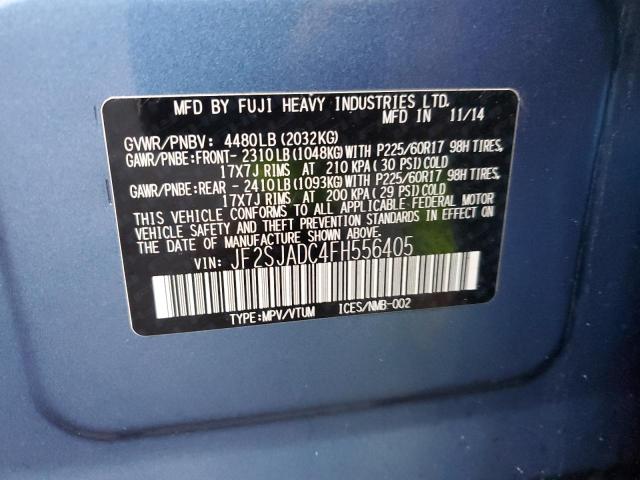 MFD BY FUJI HEAVY INDUSTRIES LTD.
MFD IN 11/14
GVWR/PNBV: 4480LB (2032KG)
GAWR/PNBE:FRONT- 2310LB(1048KG)WITH P225/60R17 98H TIRES,
17X7J RIMS AT 210 KPA (30 PSI)COLD
GAWR/PNBE:REAR - 2410LB(1093KG)WITH P225/60R17 98H TIRES,
17X7J RIMS AT 200 KPA (29 PSI)COLD
THIS VEHICLE CONFORMS TO ALL APPLICABLE FEDERAL MOTOR
VEHICLE SAFETY AND THEFT PREVENTION STANDARDS IN EFFECT ON
THE DATE OF MANUFACTURE SHOWN ABOVE.
VIN: JF2SJADC4FH556405
TYPE:MPV/VTUM ICES/NMB-002